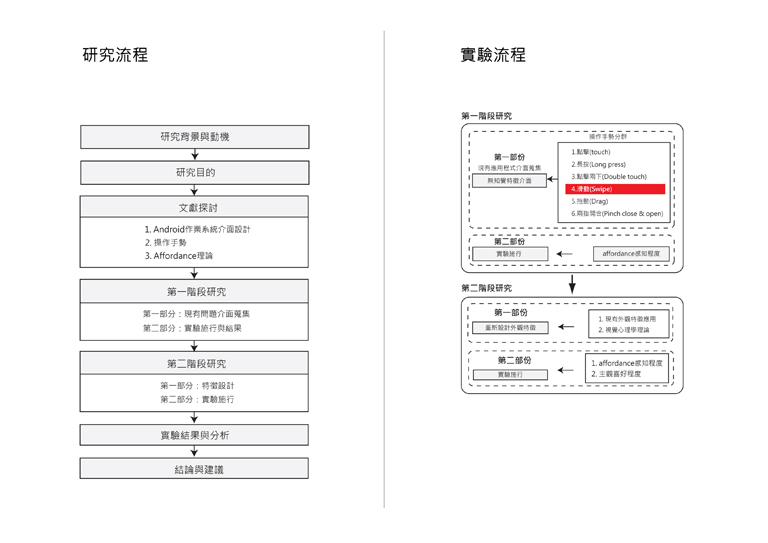 研究流程
研究背景與動機
研究目的
文獻探討
1. Android作業系統介面設計
2. 操作手勢
3. Affordance理論
第一階段研究
第一部分：現有問題介面蒐集
第二部分：實驗施行與結果
第二階段研究
第一部分：特徵設計
第二部分：實驗施行
實驗結果與分析
結論與建議
實驗流程
第一階段研究
操作手勢分群
第一部份
現有應用程式介面蒐集
無知覺特徵介面
1.點擊(touch)
2.長按(Long press)
3.點擊兩下(Double touch)
4.滑動(Swipe)
5.拖動(Drag)
6.兩指開合(Pinch close & open)
第二部份
實驗施行
affordance感知程度
第二階段研究
第一部份
重新設計外觀特徵
1. 現有外觀特徵應用
2. 視覺心理學理論
第二部份
實驗施行
1. affordance感知程度
2. 主觀喜好程度